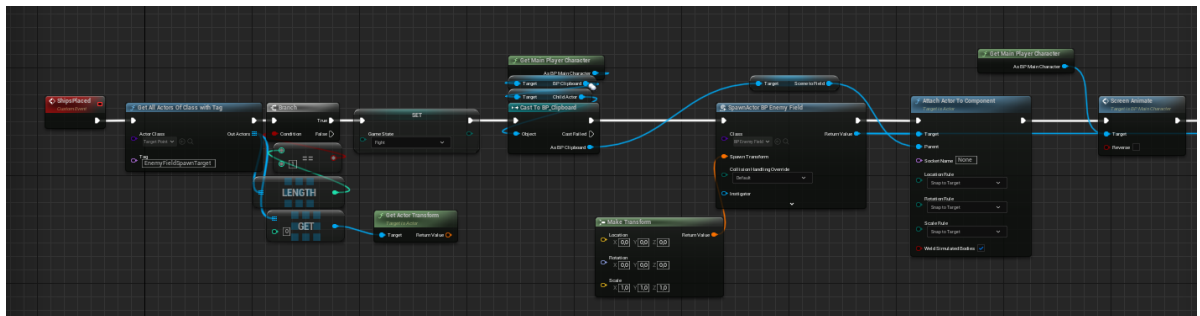 ShipsPlaced
Custom Event
Get All Actors Of Class with Tag
Actor Class
Target Point
Out Actors
Tag
EnemyFieldSpawnTarget
Branch
True
Condition
False
==
1
LENGTH
GET
0
Get Actor Transform
Target is Actor
Target
Return Value
SET
Game State
Fight
Get Main Player Character
As BP Main Character
Target
BP Clipboard
Target
Child Actor
Cast To BP_Clipboard
Object
Cast Failed
As BP Clipboard
Make Transform
Location
Return Value
X 0,0 Y 0,0 Z 0,0
Rotation
X 0,0 Y 0,0 Z 0,0
Scale
X 1,0 Y 1,0 Z 1,0
Target
Scene to Field
SpawnActor BP Enemy Field
Class
BP Enemy Field
Return Value
Spawn Transform
Collision Handling Override
Default
Instigator
Get Main Player Character
As BP Main Character
Attach Actor To Component
Target is Actor
Target
Parent
Socket Name None
Location Rule
Snap to Target
Rotation Rule
Snap to Target
Scale Rule
Snap to Target
Weld Simulated Bodies
Screen Animate
Target is BP Main Character
Target
Reverse